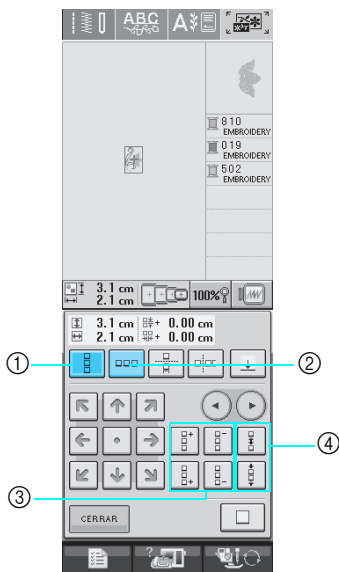 ABC
A
810
EMBROIDERY
019
EMBROIDERY
502
EMBROIDERY
3.1 cm
2.1 cm
100%
3.1 cm + 0.00 cm
2.1 cm + 0.00 cm
①
②
③
④
CERRAR
?